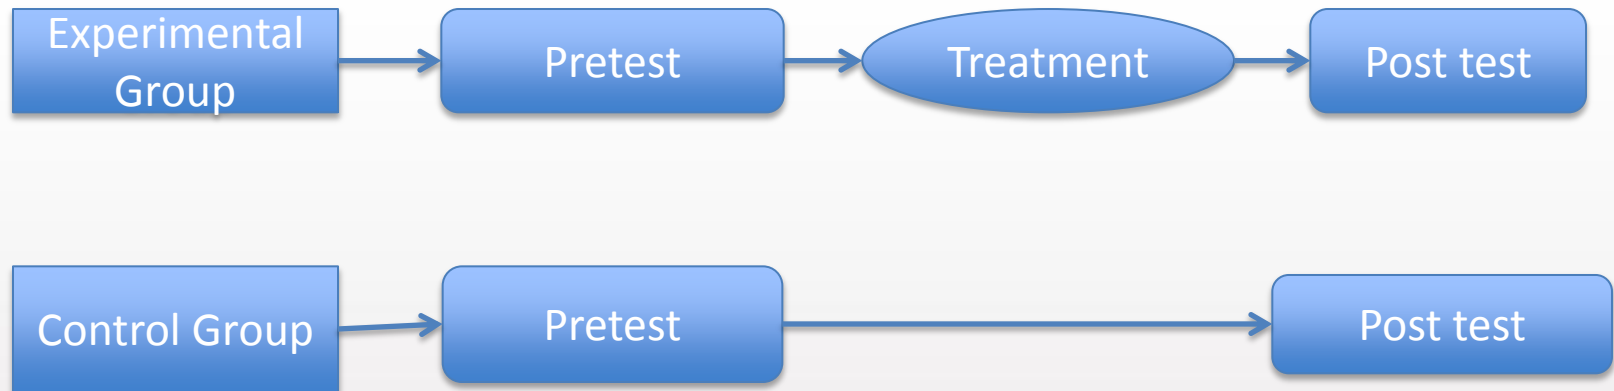 Experimental
Group
Pretest
Treatment
Post test
Control Group
Pretest
Post test